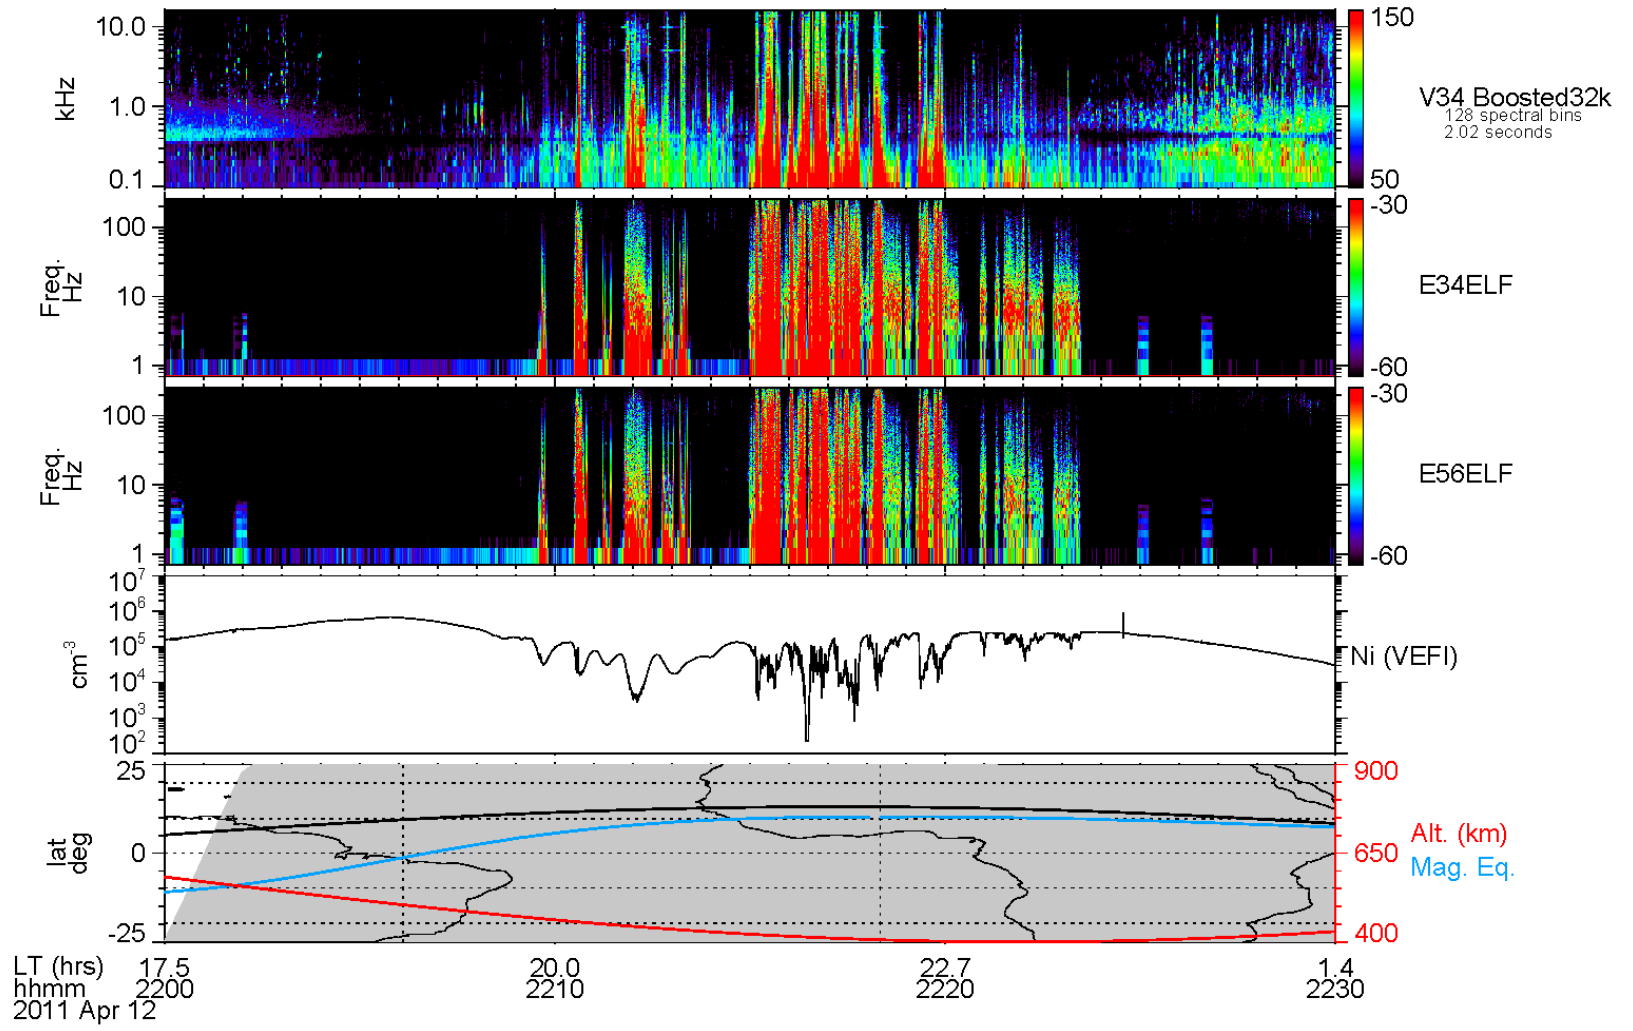 10.0
1.0
0.1
kHz
150
50
V34 Boosted32k
128 spectral bins
2.02 seconds
100
10
1
Freq.
Hz
-30
-60
E34ELF
100
10
1
Freq.
Hz
-30
-60
E56ELF
10⁷
10⁶
10⁵
10⁴
10³
10²
cm⁻³
Ni (VEFI)
25
0
-25
lat
deg
900
650
400
Alt. (km)
Mag. Eq.
LT (hrs) 17.5 20.0 22.7 1.4
hhmm 2200 2210 2220 2230
2011 Apr 12